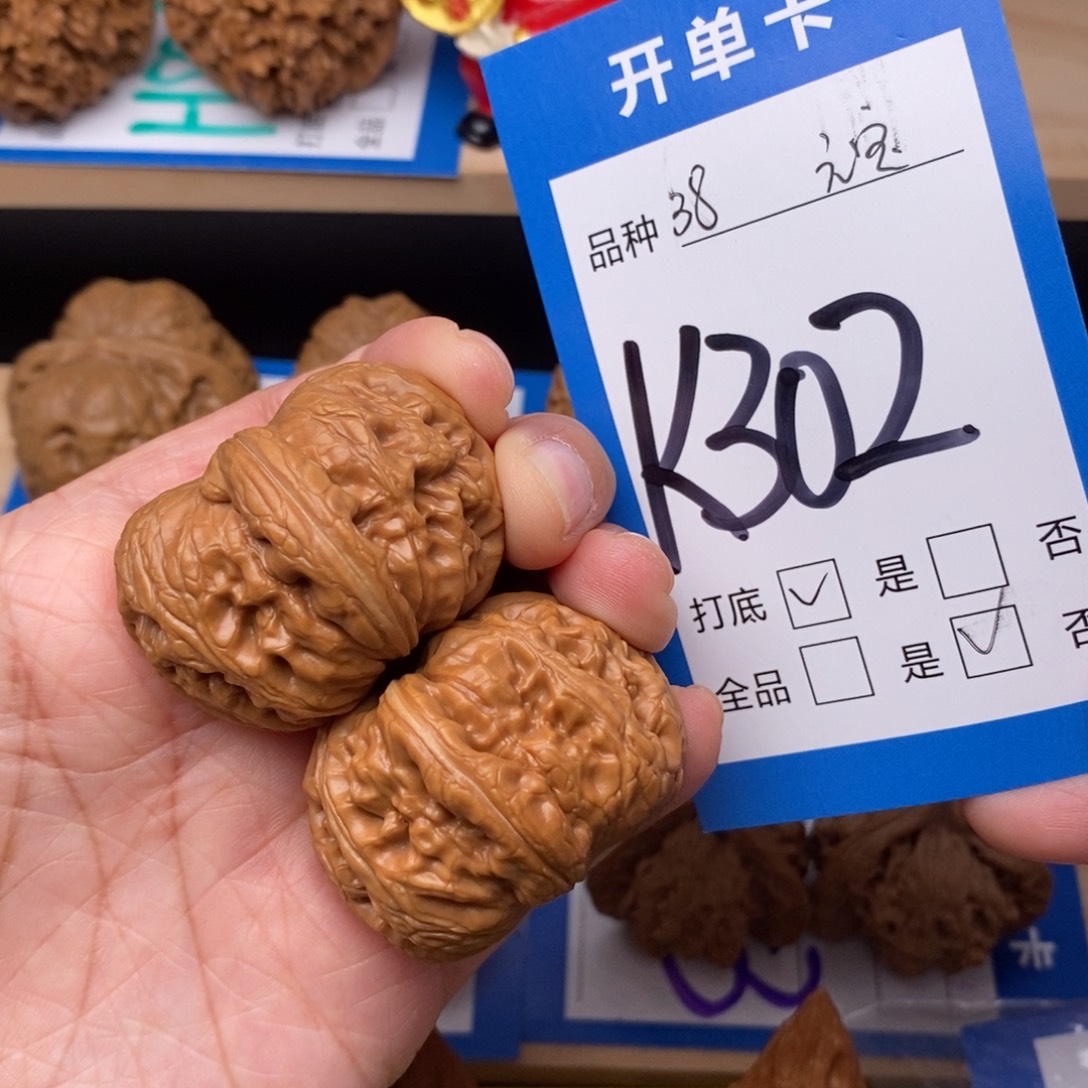 开单卡
品种 38
K302
打底 ✓ 是 否
全品 是 ✓ 否